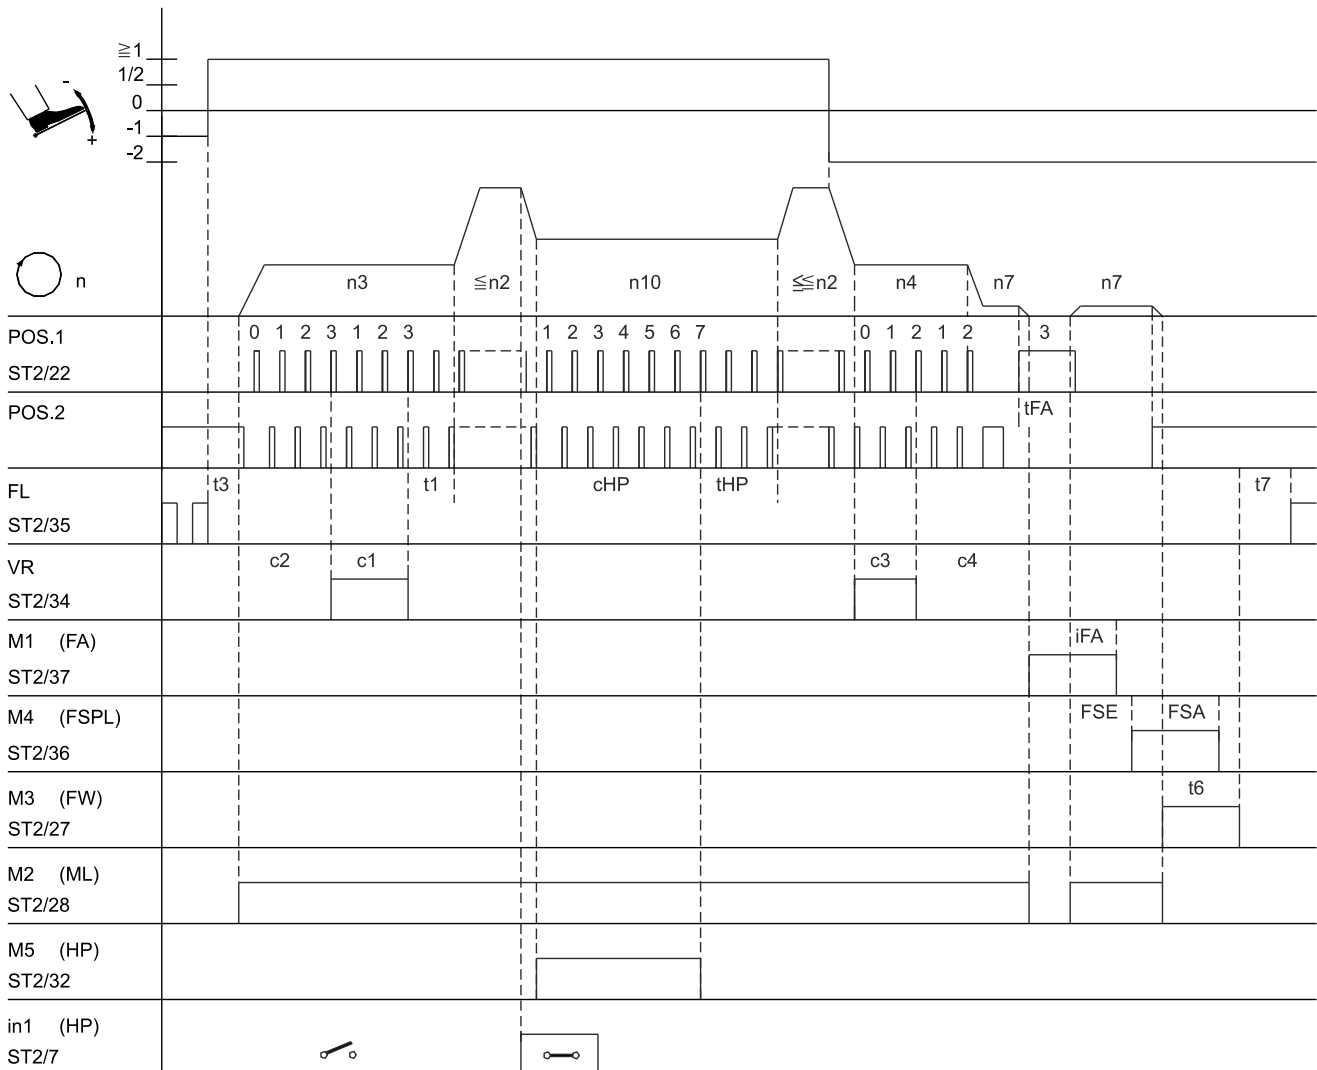 ≧1
1/2
0
-1
-2
-
+
n
n3
≦n2
n10
≦≦n2
n4
n7
n7
POS.1
0 1 2 3 1 2 3
1 2 3 4 5 6 7
0 1 2 1 2
3
ST2/22
POS.2
tFA
FL
t3
t1
cHP
tHP
t7
ST2/35
VR
c2
c1
c3
c4
ST2/34
M1 (FA)
iFA
ST2/37
M4 (FSPL)
FSE
FSA
ST2/36
M3 (FW)
t6
ST2/27
M2 (ML)
ST2/28
M5 (HP)
ST2/32
in1 (HP)
ST2/7